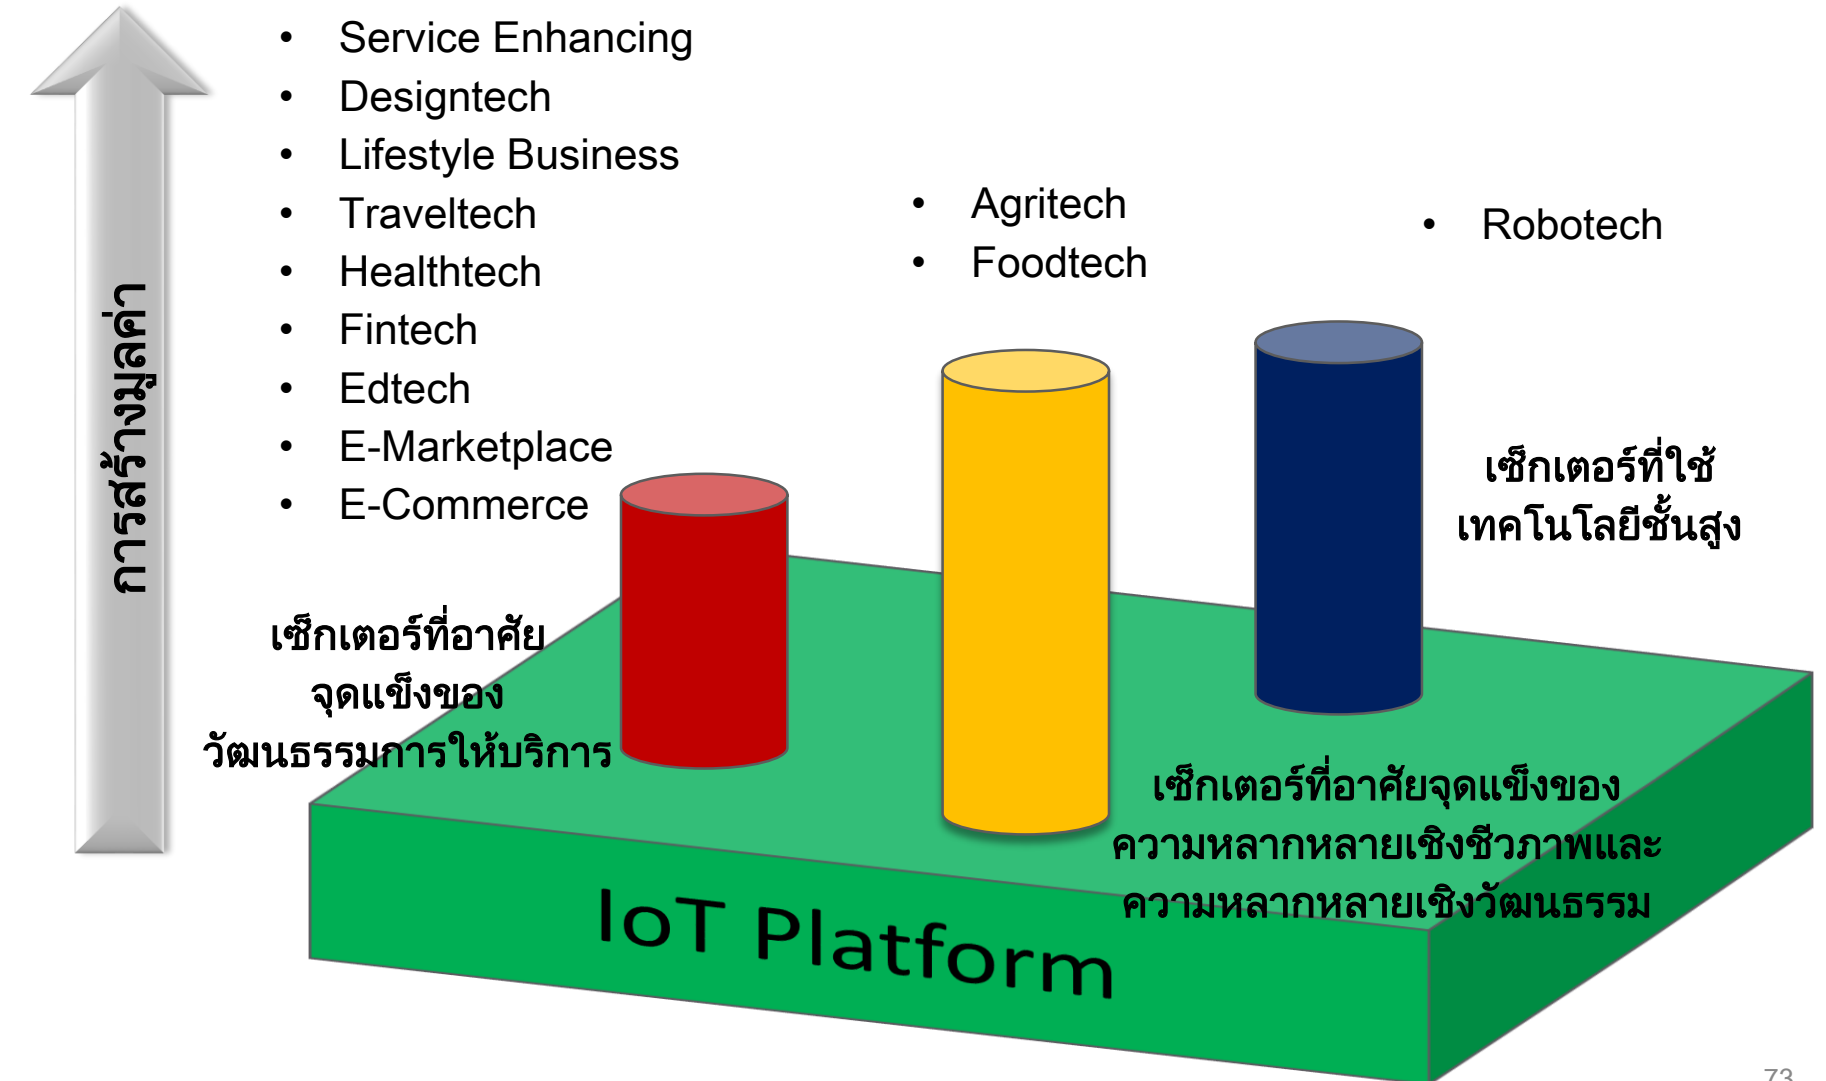 การสร้างมูลค่า
• Service Enhancing
• Designtech
• Lifestyle Business
• Traveltech
• Healthtech
• Fintech
• Edtech
• E-Marketplace
• E-Commerce
• Agritech
• Foodtech
• Robotech
เซ็กเตอร์ที่ใช้
เทคโนโลยีชั้นสูง
เซ็กเตอร์ที่อาศัย
จุดแข็งของ
วัฒนธรรมการให้บริการ
เซ็กเตอร์ที่อาศัยจุดแข็งของ
ความหลากหลายเชิงชีวภาพและ
ความหลากหลายเชิงวัฒนธรรม
IoT Platform
73